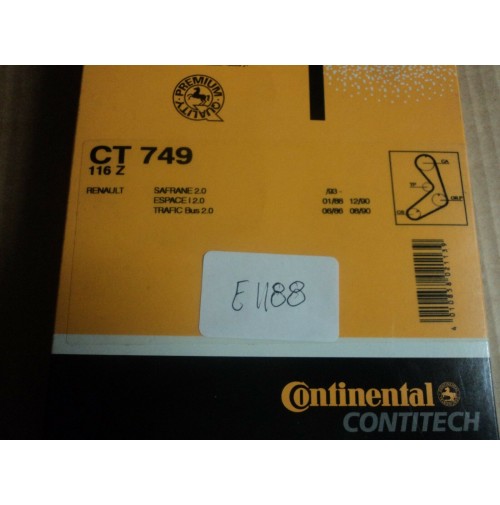 PREMIUM
QUALITY
CT 749
116 Z
RENAULT SAFRANE 2.0 /93 -
ESPACE I 2.0 01/88 12/90
TRAFIC Bus 2.0 06/86 06/90
E1188
Continental
CONTITECH